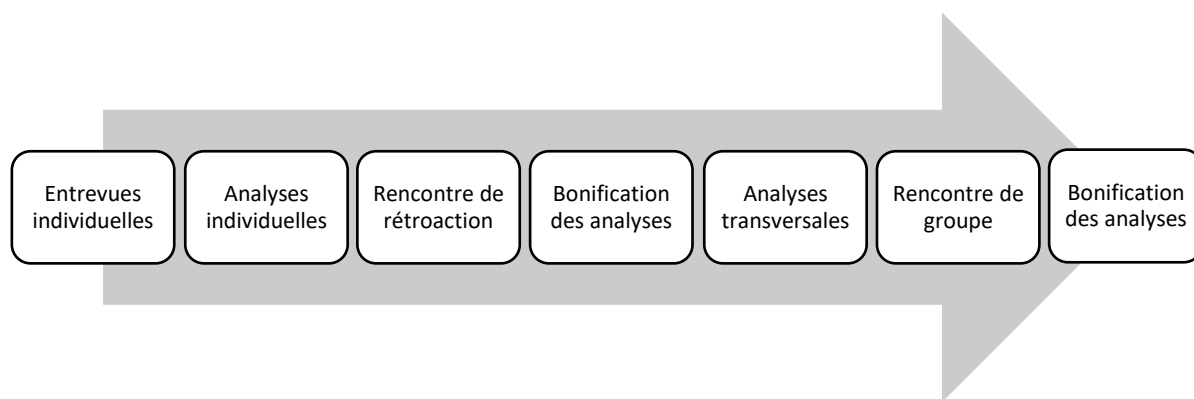 Entrevues
individuelles
Analyses
individuelles
Rencontre de
rétroaction
Bonification
des analyses
Analyses
transversales
Rencontre de
groupe
Bonification
des analyses